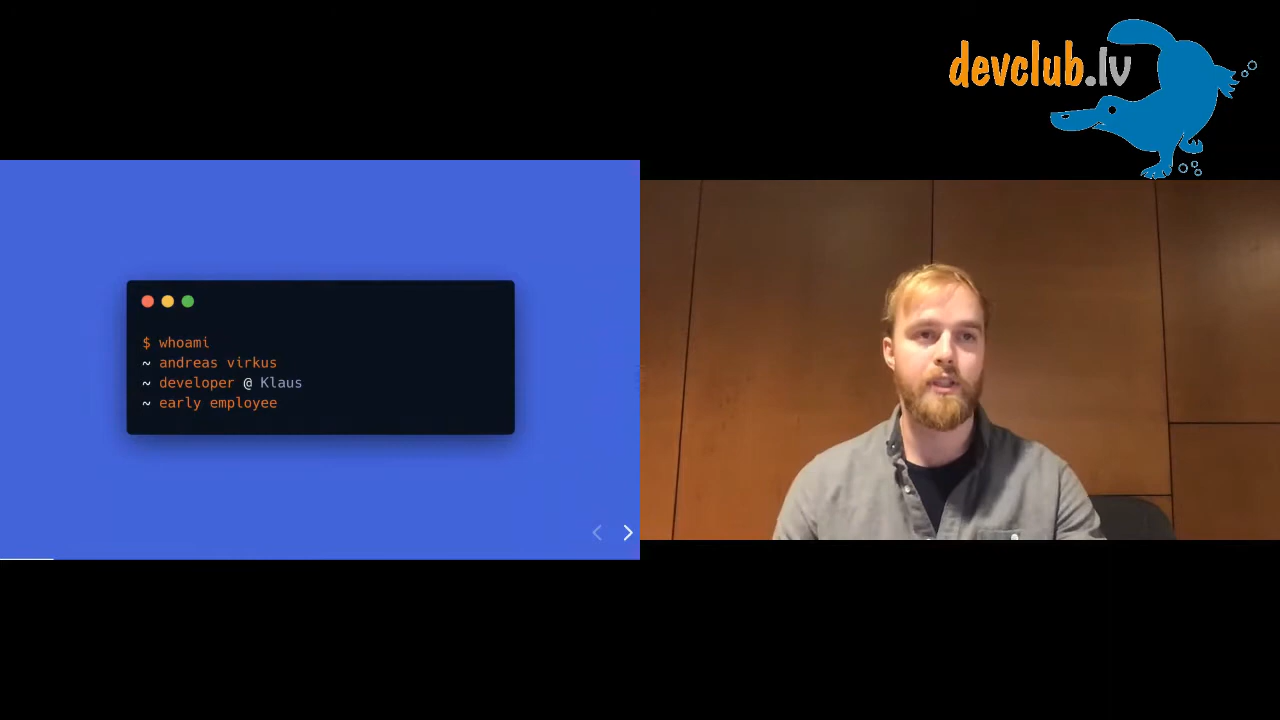 devclub.lv
$ whoami
~ andreas virkus
~ developer @ Klaus
~ early employee